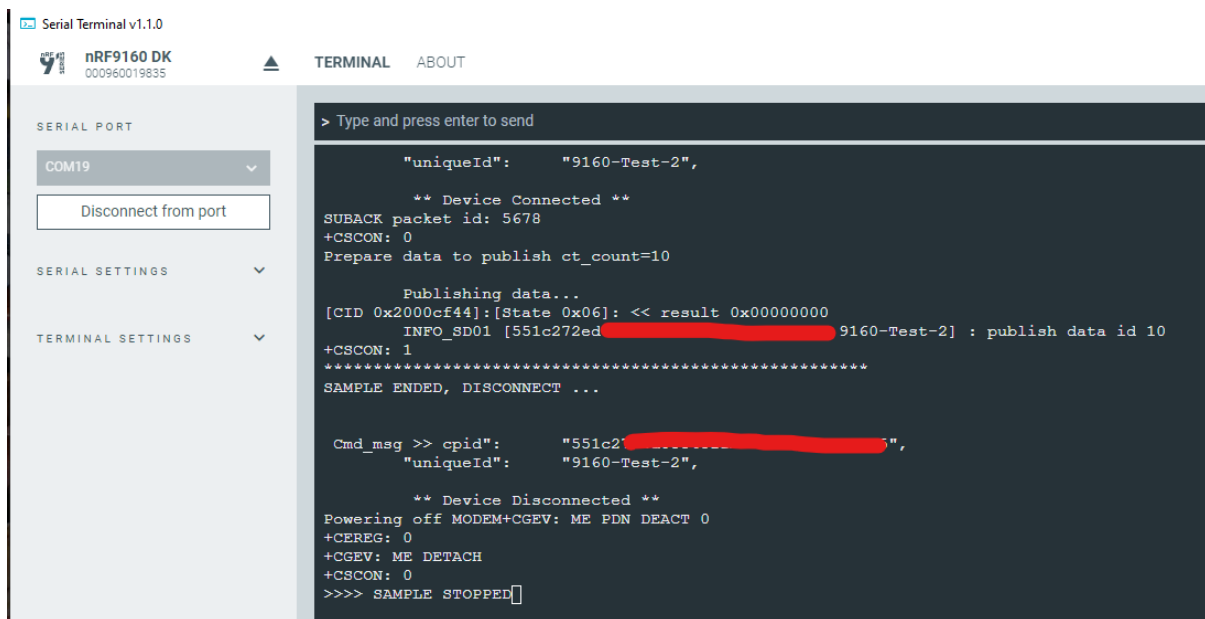 Serial Terminal v1.1.0
nRF9160 DK
000960019835
TERMINAL ABOUT
SERIAL PORT
COM19
Disconnect from port
SERIAL SETTINGS
TERMINAL SETTINGS
> Type and press enter to send
"uniqueId": "9160-Test-2",
** Device Connected **
SUBACK packet id: 5678
+CSCON: 0
Prepare data to publish ct_count=10
Publishing data...
[CID 0x2000cf44]:[State 0x06]: << result 0x00000000
INFO_SD01 [551c272ed 9160-Test-2] : publish data id 10
+CSCON: 1
*******************************************************
SAMPLE ENDED, DISCONNECT ...
Cmd_msg >> cpid": "551c2 ",
"uniqueId": "9160-Test-2",
** Device Disconnected **
Powering off MODEM+CGEV: ME PDN DEACT 0
+CEREG: 0
+CGEV: ME DETACH
+CSCON: 0
>>>> SAMPLE STOPPED